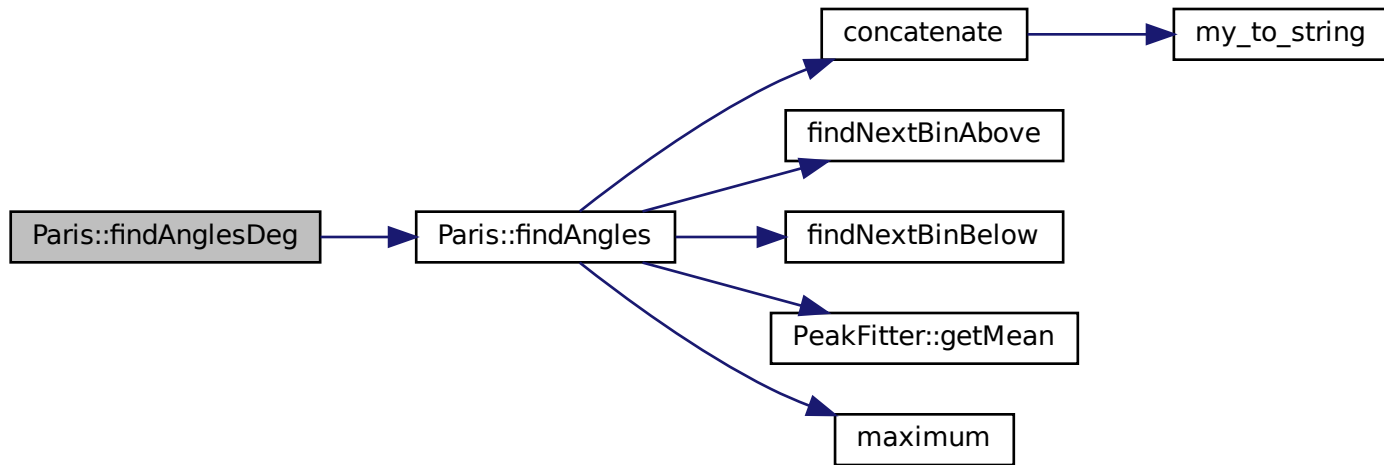 concatenate
my_to_string
findNextBinAbove
Paris::findAnglesDeg
Paris::findAngles
findNextBinBelow
PeakFitter::getMean
maximum